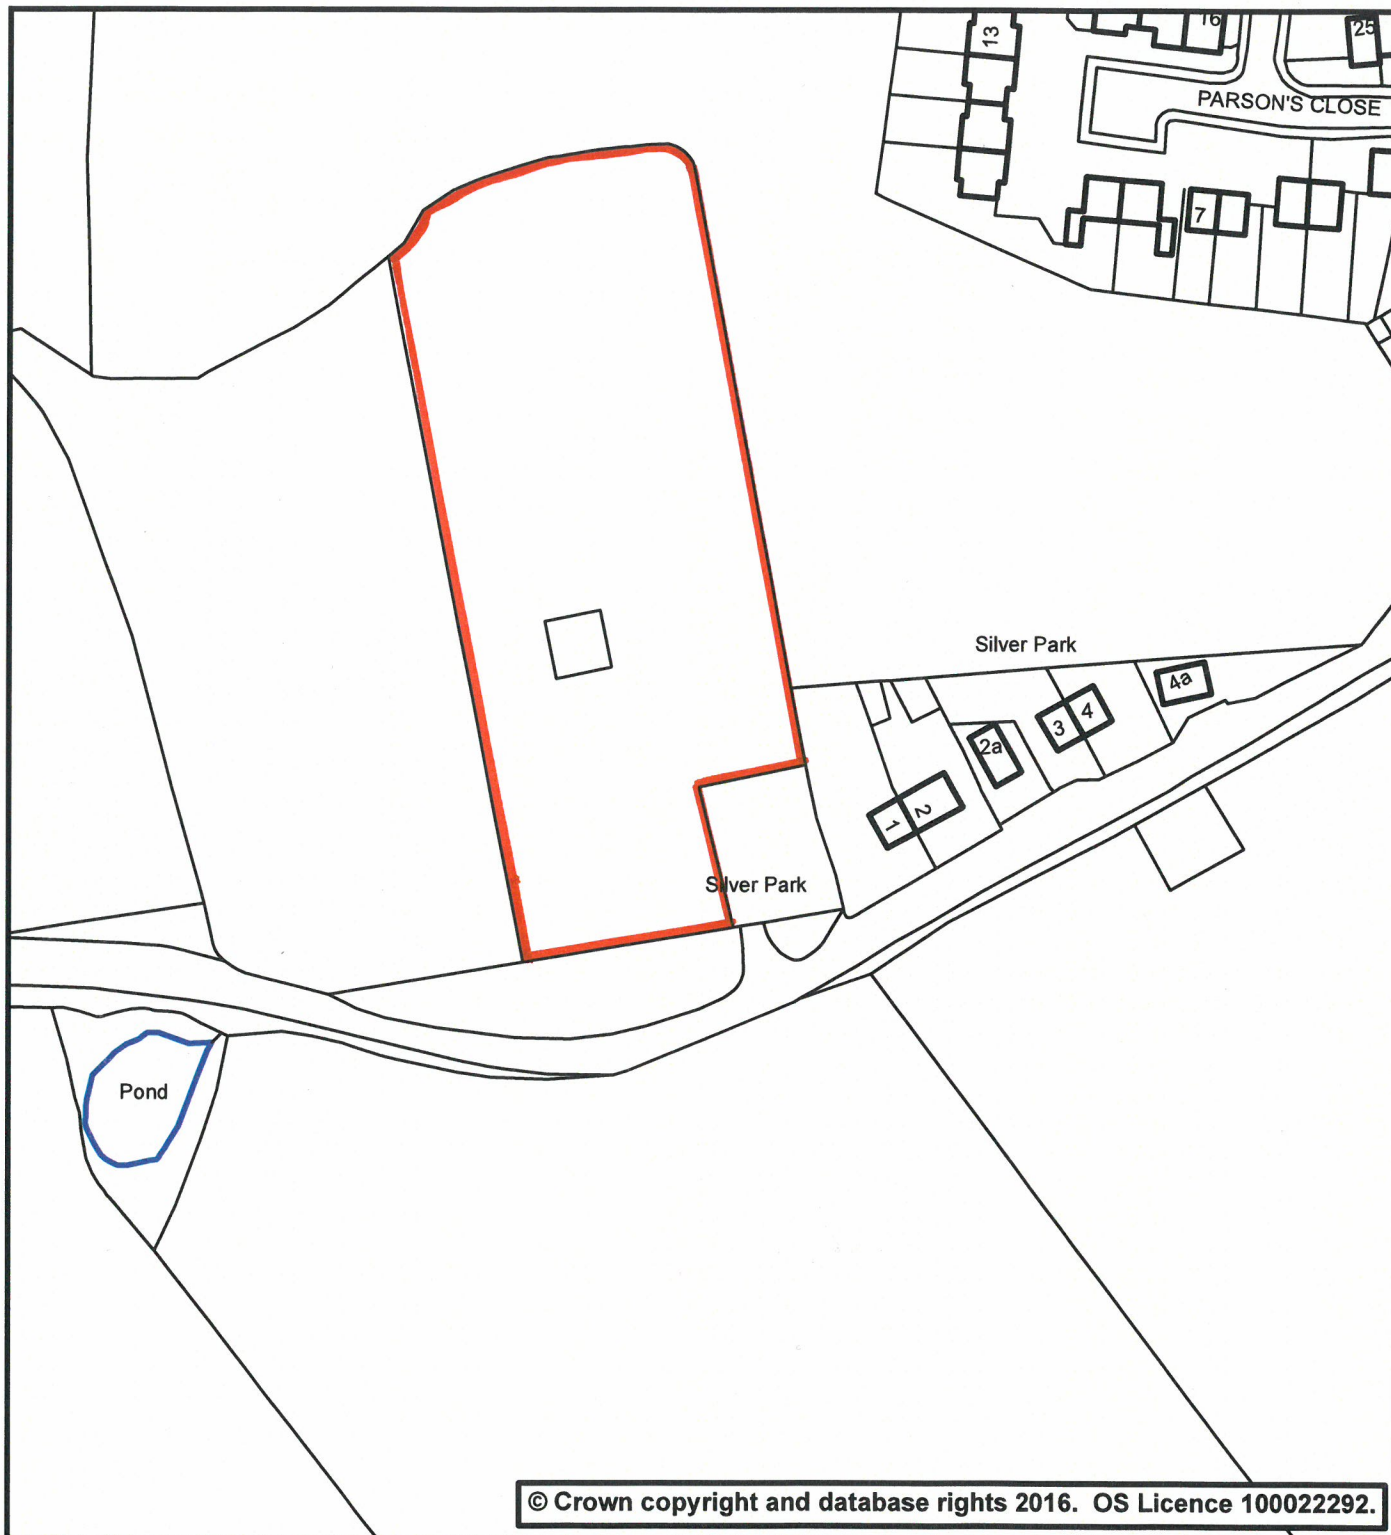 13
16
25
PARSON'S CLOSE
7
Silver Park
4a
4
3
2a
2
1
Silver Park
Pond
© Crown copyright and database rights 2016. OS Licence 100022292.